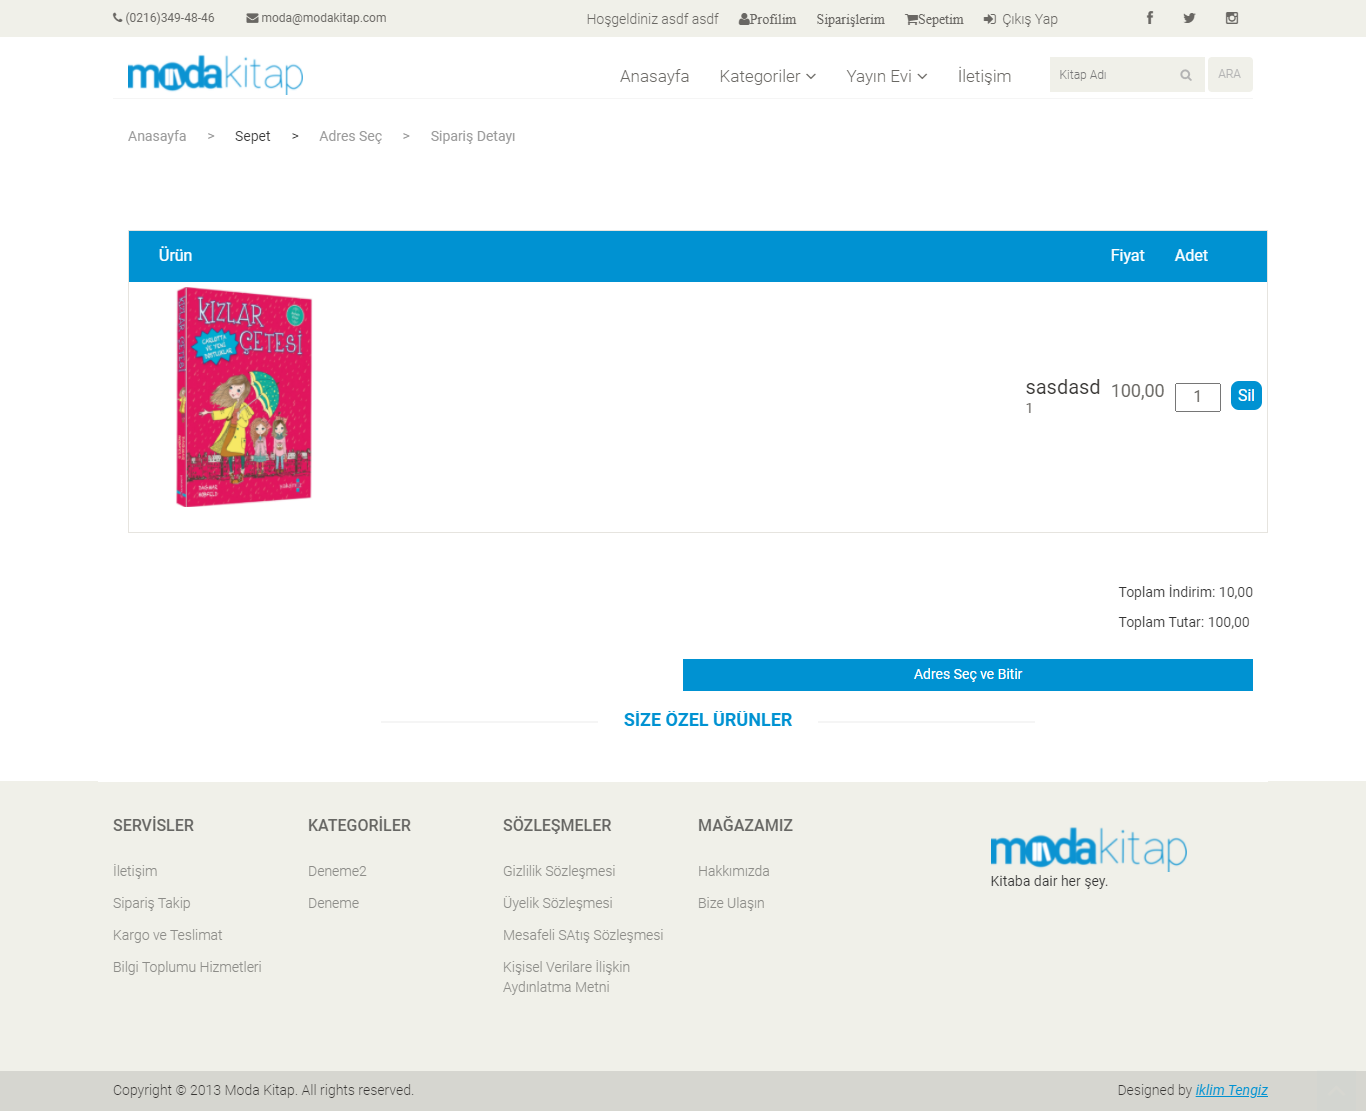 (0216)349-48-46 moda@modakitap.com Hoşgeldiniz asdf asdf Profilim Siparişlerim Sepetim Çıkış Yap
modakitap Anasayfa Kategoriler Yayın Evi İletişim Kitap Adı ARA
Anasayfa > Sepet > Adres Seç > Sipariş Detayı
Ürün Fiyat Adet
KIZLAR
ÇETESİ
CARLOTTA
VE YENİ
DOSTLUKLAR
sasdasd 100,00 1 Sil
1
Toplam İndirim: 10,00
Toplam Tutar: 100,00
Adres Seç ve Bitir
SİZE ÖZEL ÜRÜNLER
SERVİSLER KATEGORİLER SÖZLEŞMELER MAĞAZAMIZ
modakitap
Kitaba dair her şey.
İletişim Deneme2 Gizlilik Sözleşmesi Hakkımızda
Sipariş Takip Deneme Üyelik Sözleşmesi Bize Ulaşın
Kargo ve Teslimat Mesafeli SAtış Sözleşmesi
Bilgi Toplumu Hizmetleri Kişisel Verilare İlişkin
Aydınlatma Metni
Copyright © 2013 Moda Kitap. All rights reserved. Designed by iklim Tengiz